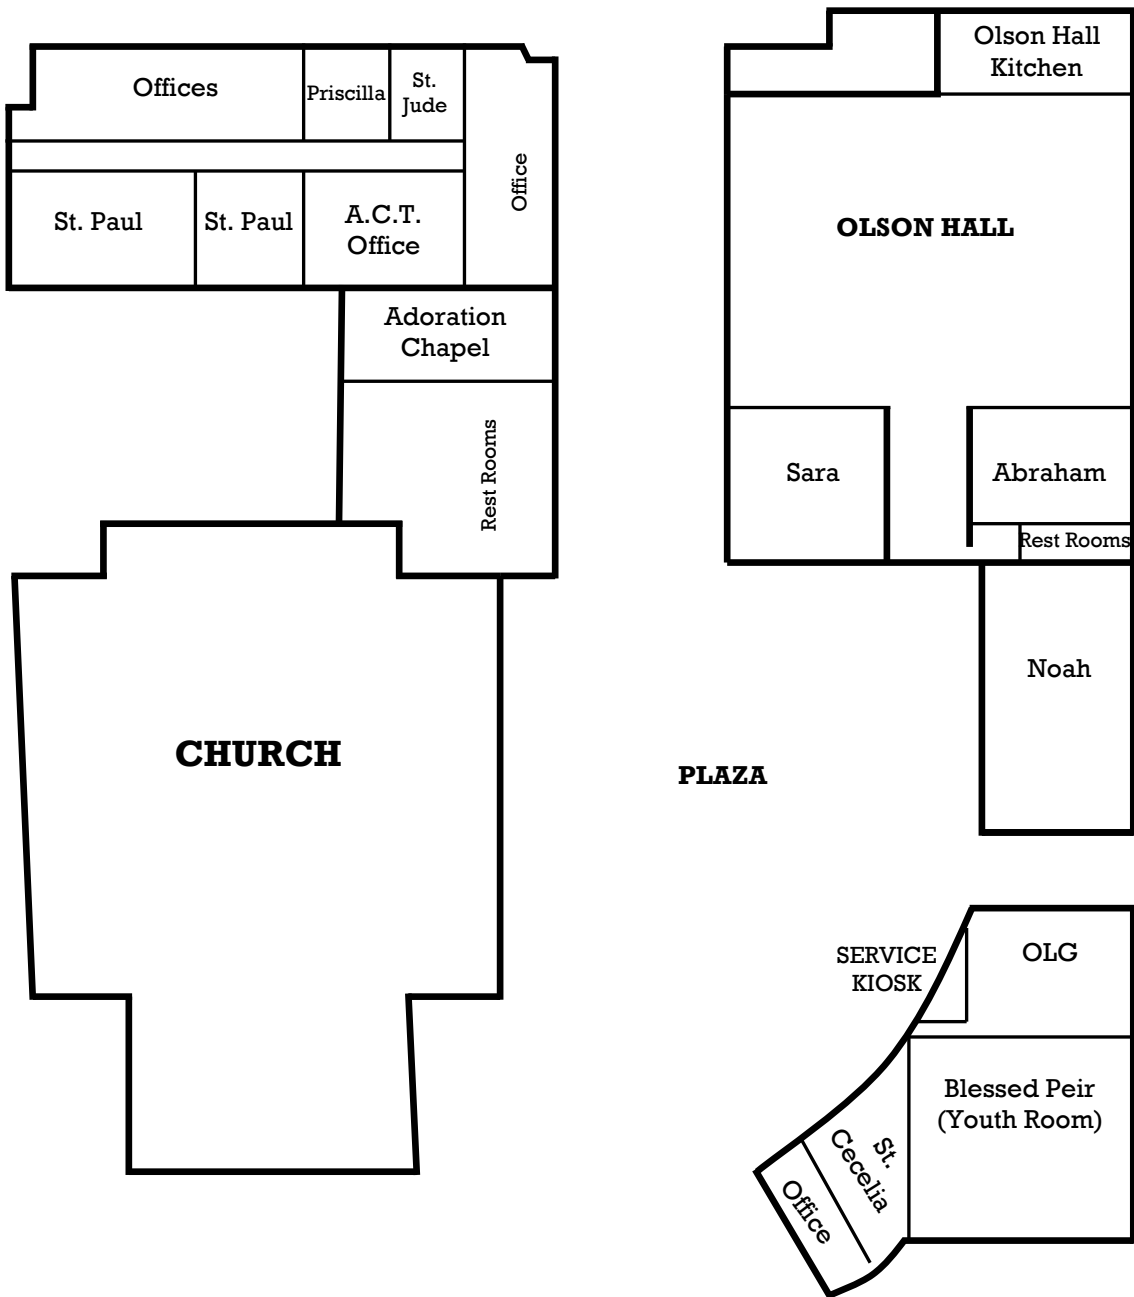 Offices
Priscilla
St.
Jude
Office
St. Paul
St. Paul
A.C.T.
Office
Adoration
Chapel
Rest Rooms
CHURCH
Olson Hall
Kitchen
OLSON HALL
Sara
Abraham
Rest Rooms
Noah
PLAZA
SERVICE
KIOSK
OLG
Blessed Peir
(Youth Room)
St.
Cecelia
Office